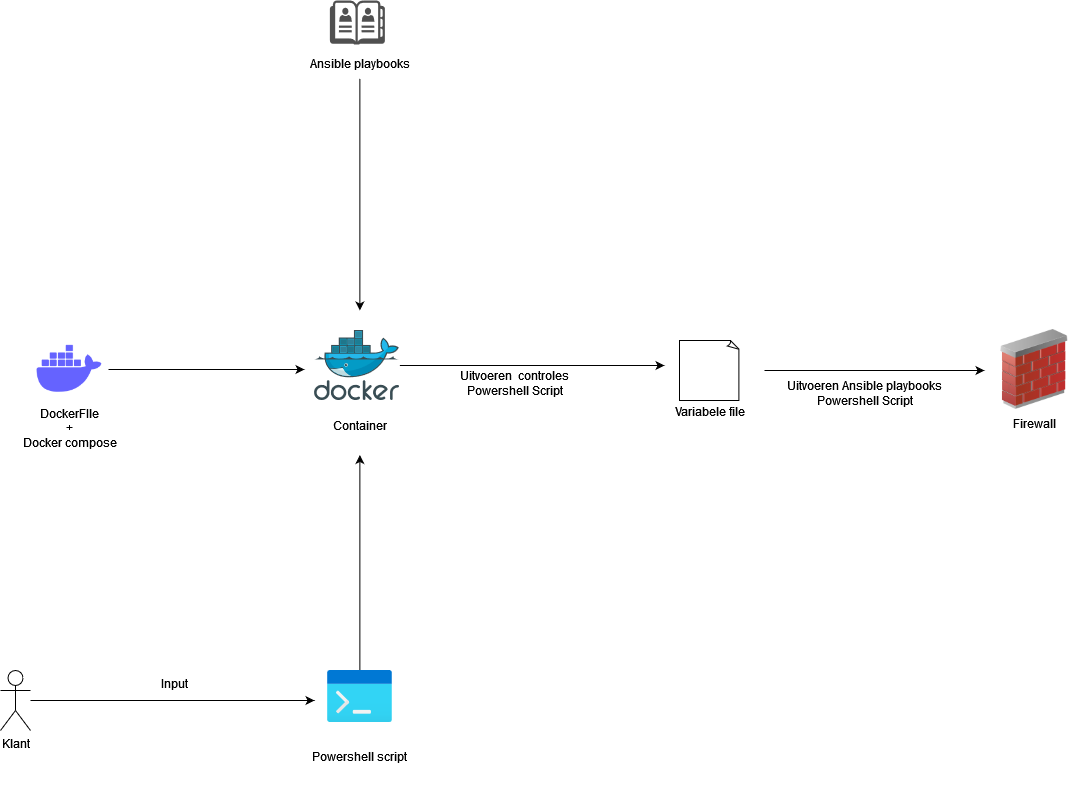 Ansible playbooks
docker
Container
DockerFIle
+
Docker compose
Uitvoeren  controles
Powershell Script
Variabele file
Uitvoeren Ansible playbooks
Powershell Script
Firewall
Input
Klant
Powershell script